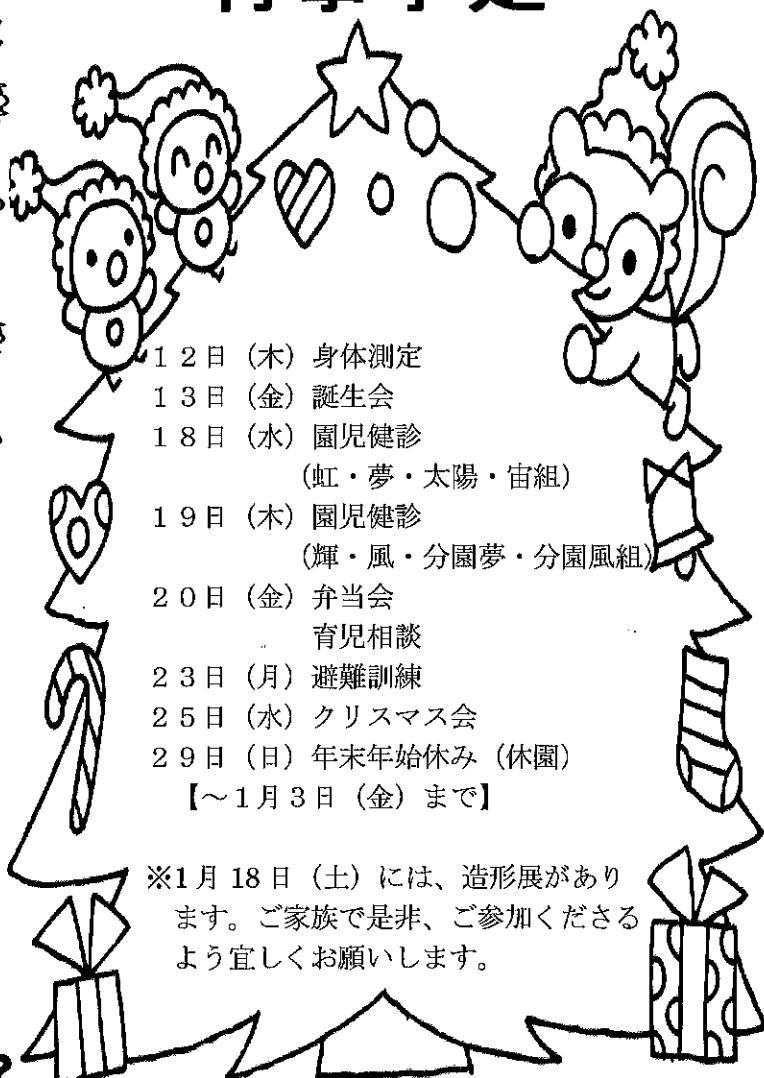 行事予定
１２日（木）身体測定
１３日（金）誕生会
１８日（水）園児健診
（虹・夢・太陽・宙組）
１９日（木）園児健診
（輝・風・分園夢・分園風組）
２０日（金）弁当会
育児相談
２３日（月）避難訓練
２５日（水）クリスマス会
２９日（日）年末年始休み（休園）
【～1月３日（金）まで】
※1月 18 日（土）には、造形展があり
ます。ご家族で是非、ご参加くださる
よう宜しくお願いします。